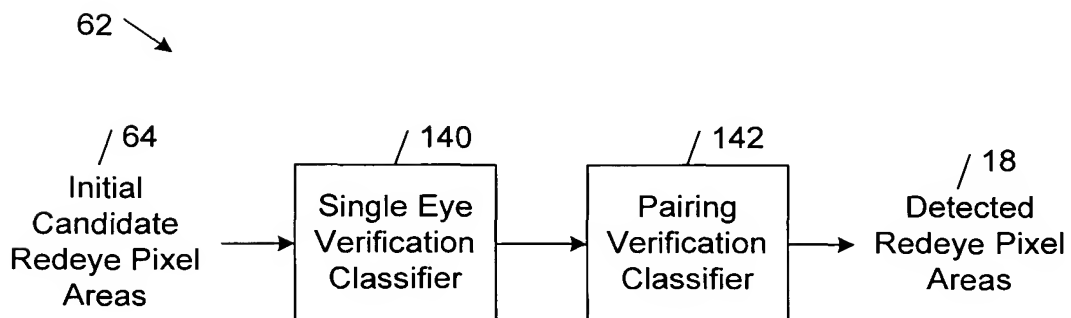 62
64
Initial
Candidate
Redeye Pixel
Areas
140
Single Eye
Verification
Classifier
142
Pairing
Verification
Classifier
18
Detected
Redeye Pixel
Areas